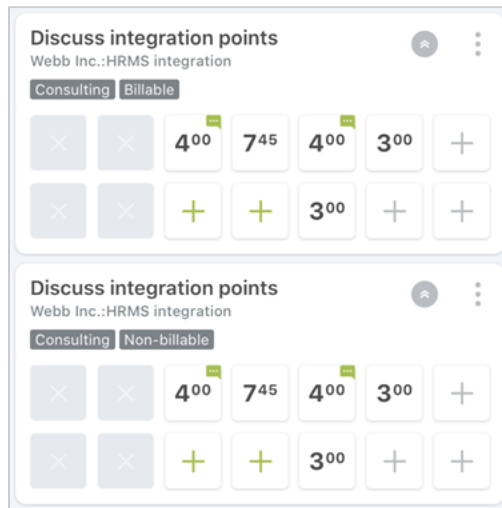 Discuss integration points
Webb Inc.:HRMS integration
Consulting Billable
4⁰⁰ 7⁴⁵ 4⁰⁰ 3⁰⁰ +
+ + 3⁰⁰ + +
Discuss integration points
Webb Inc.:HRMS integration
Consulting Non-billable
4⁰⁰ 7⁴⁵ 4⁰⁰ 3⁰⁰ +
+ + 3⁰⁰ + +